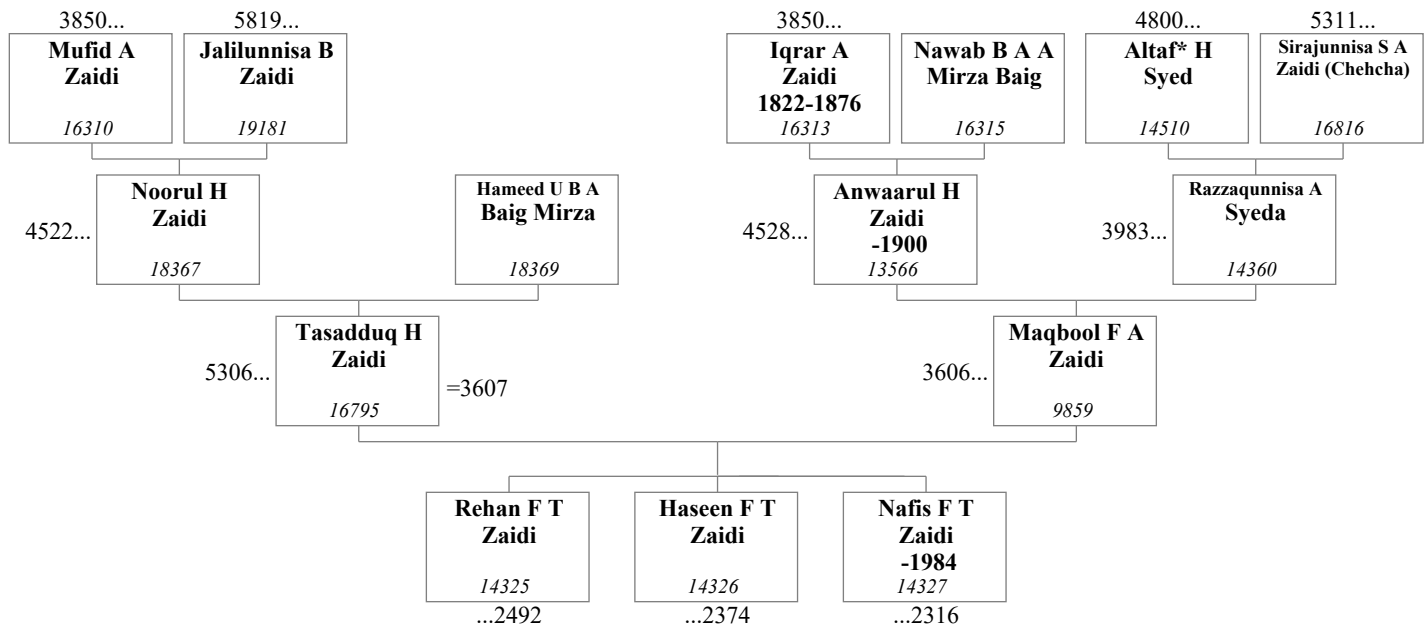 3850...
5819...
3850...
4800...
5311...
Mufid A
Zaidi
16310
Jalilunnisa B
Zaidi
19181
Iqrar A
Zaidi
1822-1876
16313
Nawab B A A
Mirza Baig
16315
Altaf* H
Syed
14510
Sirajunnisa S A
Zaidi (Chehcha)
16816
4522...
Noorul H
Zaidi
18367
Hameed U B A
Baig Mirza
18369
4528...
Anwaarul H
Zaidi
-1900
13566
3983...
Razzaqunnisa A
Syeda
14360
5306...
Tasadduq H
Zaidi
16795
=3607
3606...
Maqbool F A
Zaidi
9859
Rehan F T
Zaidi
14325
...2492
Haseen F T
Zaidi
14326
...2374
Nafis F T
Zaidi
-1984
14327
...2316